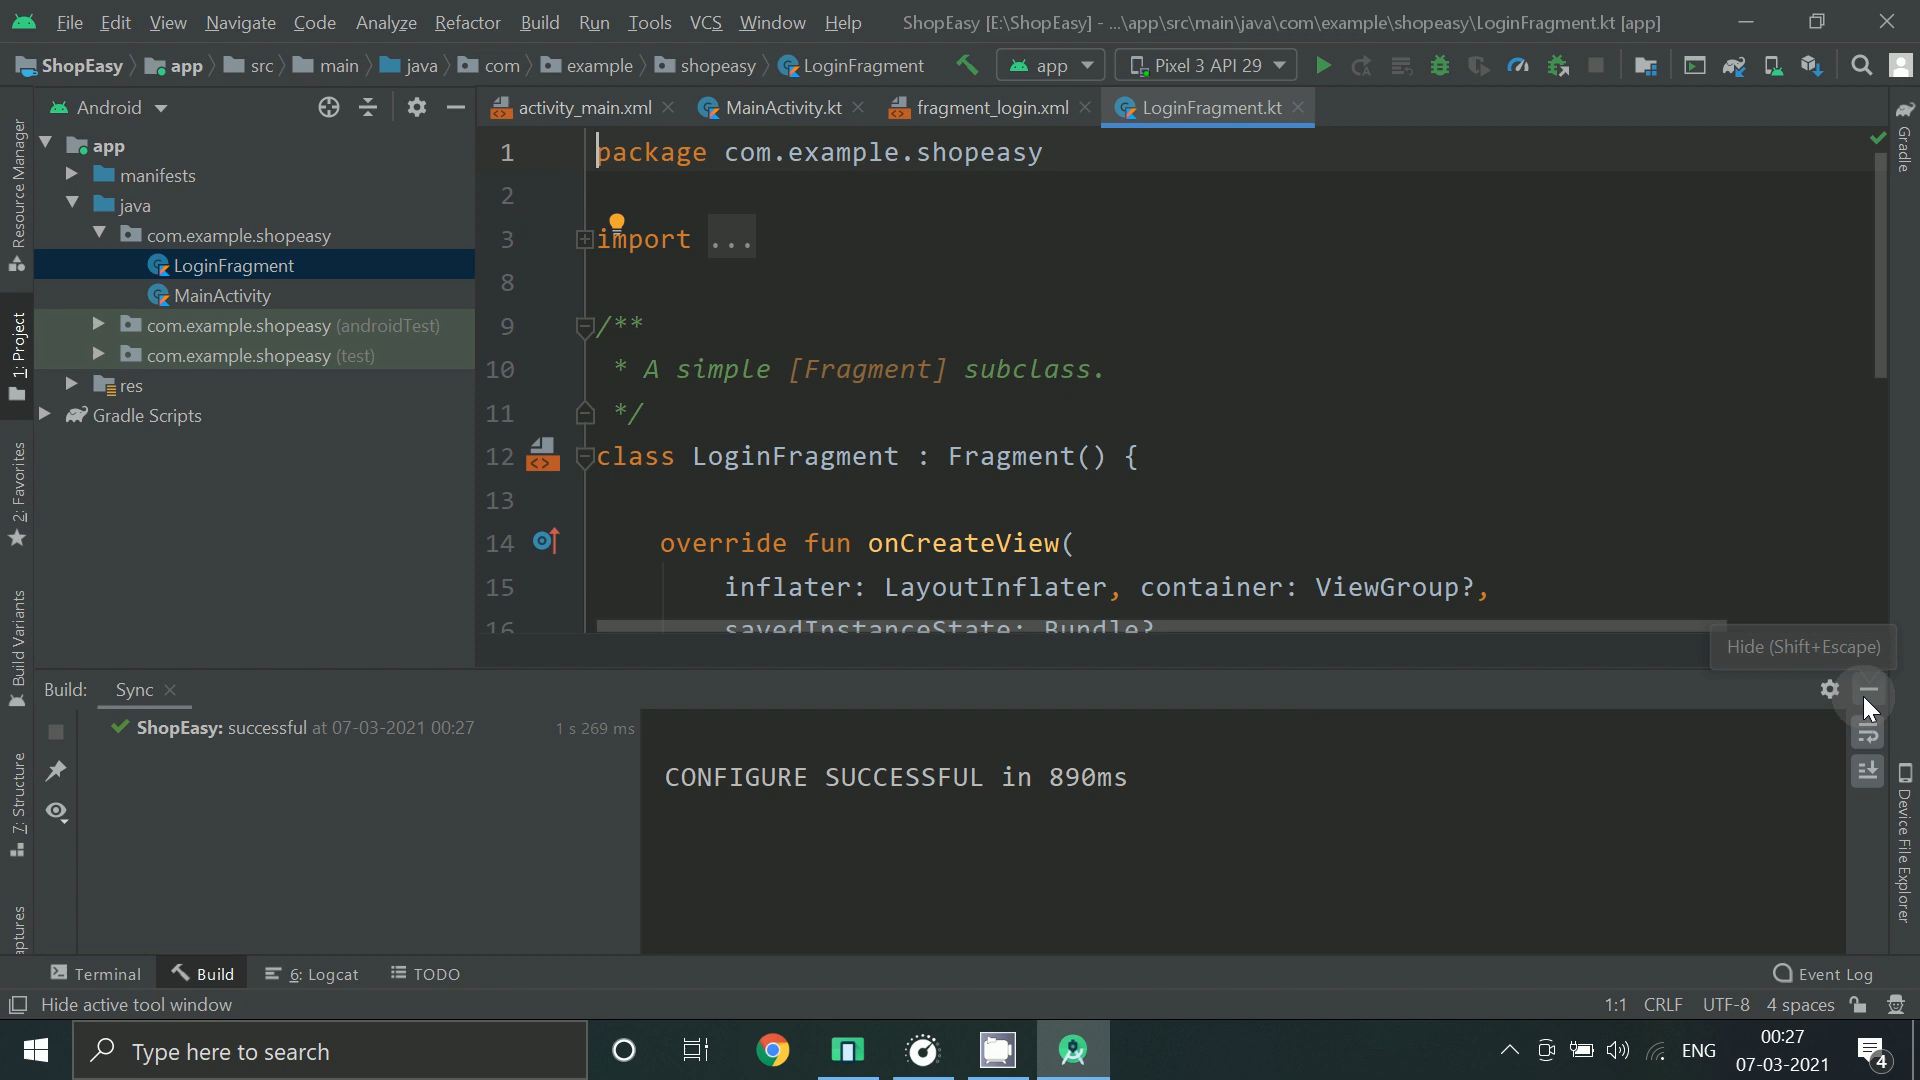 File Edit View Navigate Code Analyze Refactor Build Run Tools VCS Window Help ShopEasy [E:\ShopEasy] - ...\app\src\main\java\com\example\shopeasy\LoginFragment.kt [app]
ShopEasy app src main java com example shopeasy LoginFragment app Pixel 3 API 29
Android
activity_main.xml MainActivity.kt fragment_login.xml LoginFragment.kt
app
manifests
java
com.example.shopeasy
LoginFragment
MainActivity
com.example.shopeasy (androidTest)
com.example.shopeasy (test)
res
Gradle Scripts
Resource Manager
1: Project
2: Favorites
Build Variants
7: Structure
1 package com.example.shopeasy
2
3 import ...
8
9 /**
10 * A simple [Fragment] subclass.
11 */
12 class LoginFragment : Fragment() {
13
14 override fun onCreateView(
15 inflater: LayoutInflater, container: ViewGroup?,
16 savedInstanceState: Bundle?
Gradle
Device File Explorer
Hide (Shift+Escape)
Build: Sync
ShopEasy: successful at 07-03-2021 00:27 1 s 269 ms
CONFIGURE SUCCESSFUL in 890ms
Terminal Build 6: Logcat TODO Event Log
Hide active tool window 1:1 CRLF UTF-8 4 spaces
Type here to search ENG 00:27
07-03-2021
4